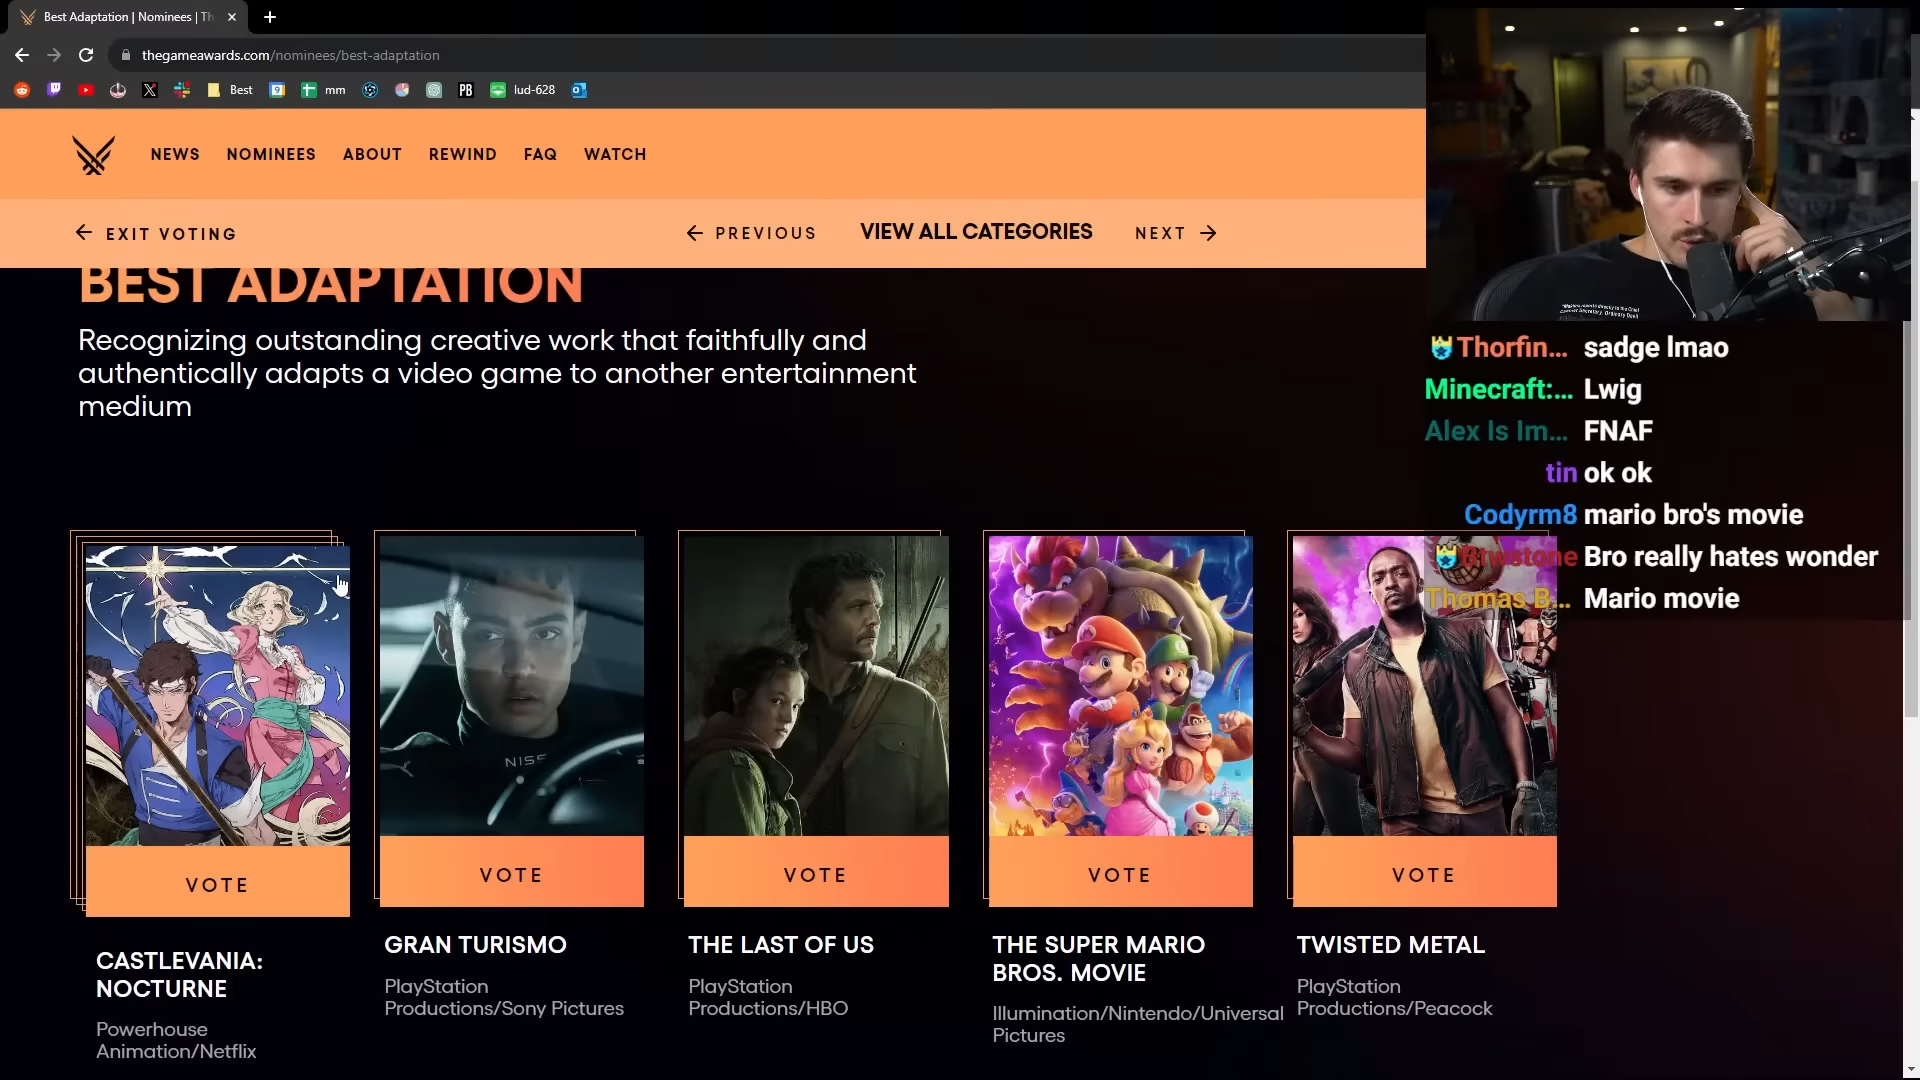 Best Adaptation | Nominees | Th
thegameawards.com/nominees/best-adaptation
Best
mm
PB
lud-628
NEWS
NOMINEES
ABOUT
REWIND
FAQ
WATCH
EXIT VOTING
PREVIOUS
VIEW ALL CATEGORIES
NEXT
BEST ADAPTATION
Recognizing outstanding creative work that faithfully and
authentically adapts a video game to another entertainment
medium
Thorfin... sadge lmao
Minecraft:... Lwig
Alex Is Im... FNAF
tin ok ok
Codyrm8 mario bro's movie
Btwstone Bro really hates wonder
Thomas B... Mario movie
NISS
VOTE
VOTE
VOTE
VOTE
VOTE
CASTLEVANIA:
NOCTURNE
Powerhouse
Animation/Netflix
GRAN TURISMO
PlayStation
Productions/Sony Pictures
THE LAST OF US
PlayStation
Productions/HBO
THE SUPER MARIO
BROS. MOVIE
Illumination/Nintendo/Universal
Pictures
TWISTED METAL
PlayStation
Productions/Peacock